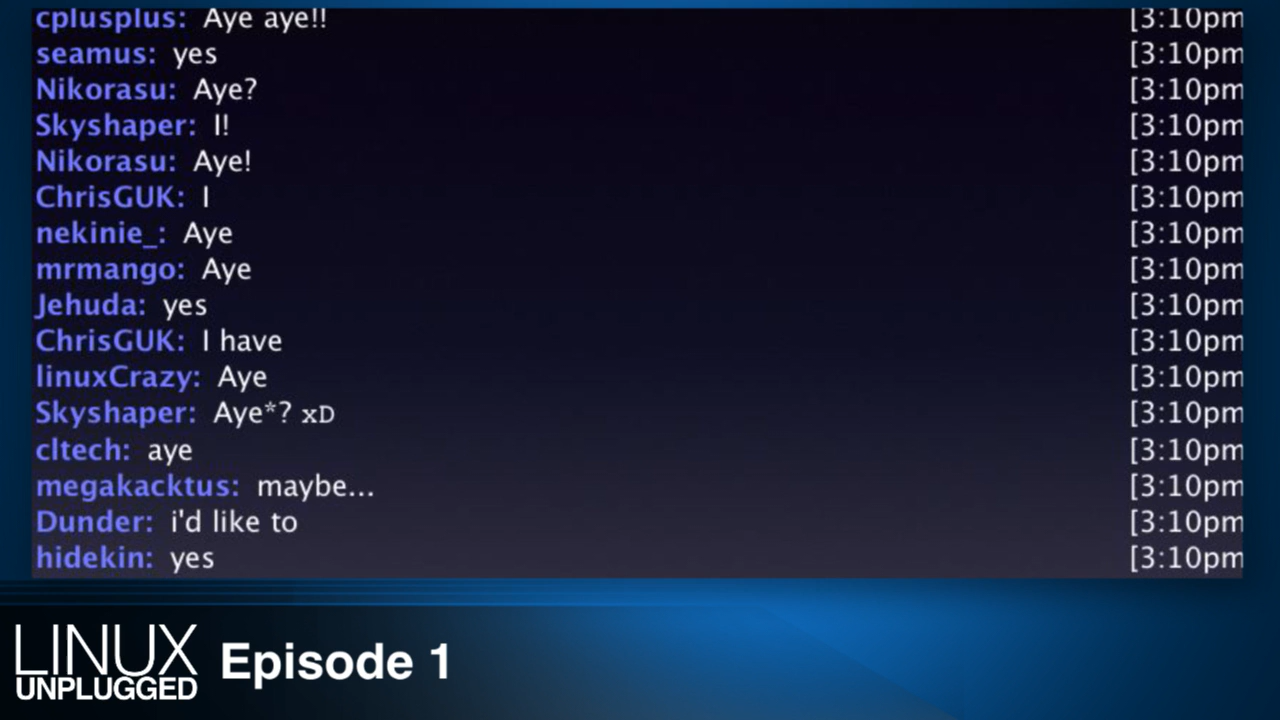 cplusplus: Aye aye!! [3:10pm
seamus: yes [3:10pm
Nikorasu: Aye? [3:10pm
Skyshaper: I! [3:10pm
Nikorasu: Aye! [3:10pm
ChrisGUK: I [3:10pm
nekinie_: Aye [3:10pm
mrmango: Aye [3:10pm
Jehuda: yes [3:10pm
ChrisGUK: I have [3:10pm
linuxCrazy: Aye [3:10pm
Skyshaper: Aye*? xD [3:10pm
cltech: aye [3:10pm
megakacktus: maybe... [3:10pm
Dunder: i'd like to [3:10pm
hidekin: yes [3:10pm
LINUX
UNPLUGGED
Episode 1